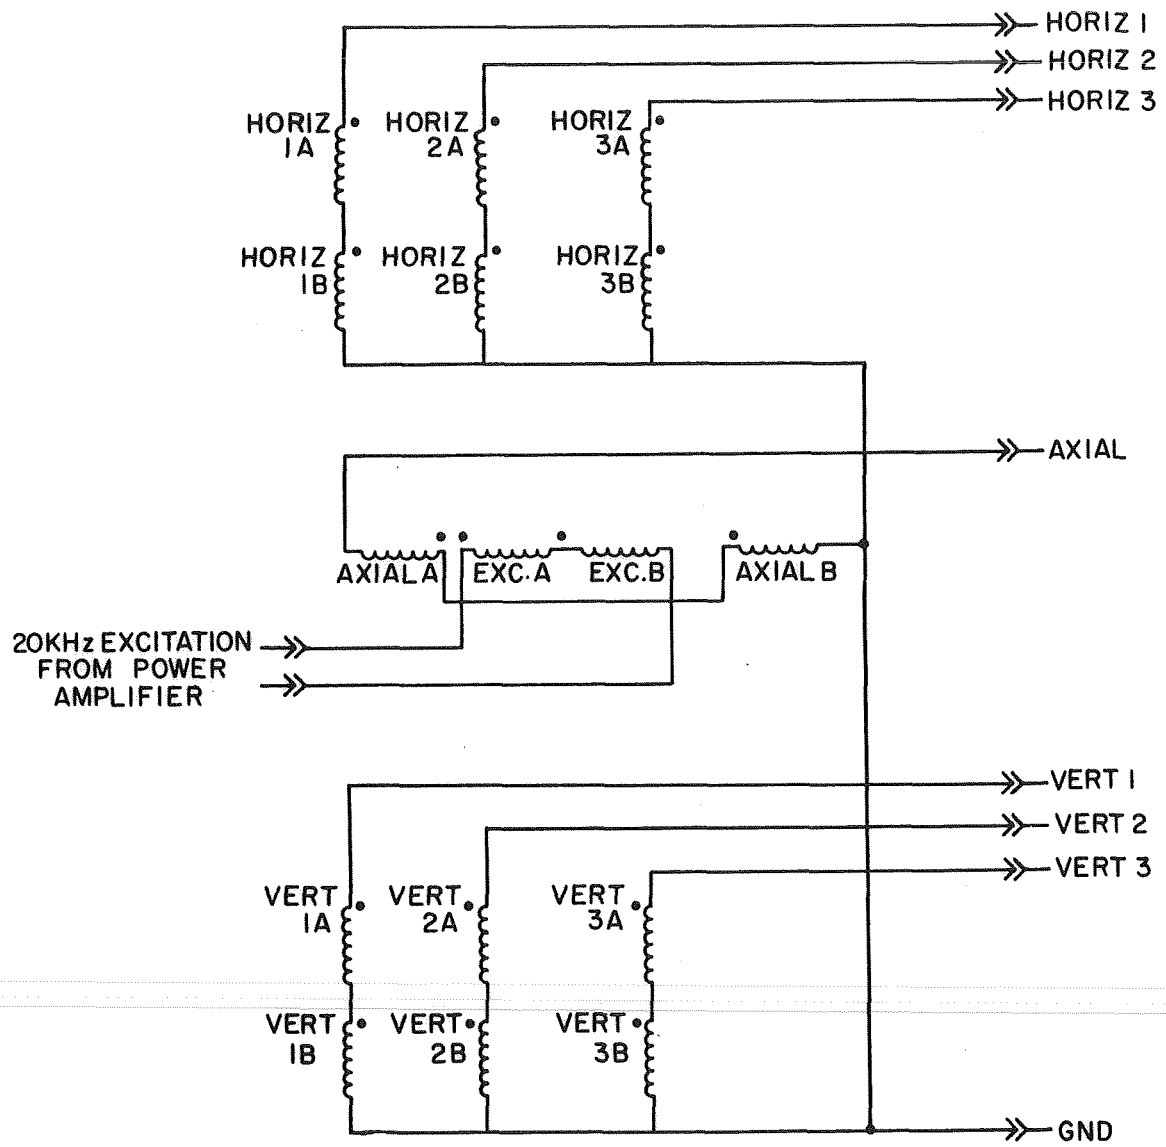 HORIZ 1
HORIZ 2
HORIZ 3
HORIZ 1A
HORIZ 2A
HORIZ 3A
HORIZ 1B
HORIZ 2B
HORIZ 3B
AXIAL
AXIAL A
EXC. A
EXC. B
AXIAL B
20KHz EXCITATION
FROM POWER
AMPLIFIER
VERT 1
VERT 2
VERT 3
VERT 1A
VERT 2A
VERT 3A
VERT 1B
VERT 2B
VERT 3B
GND